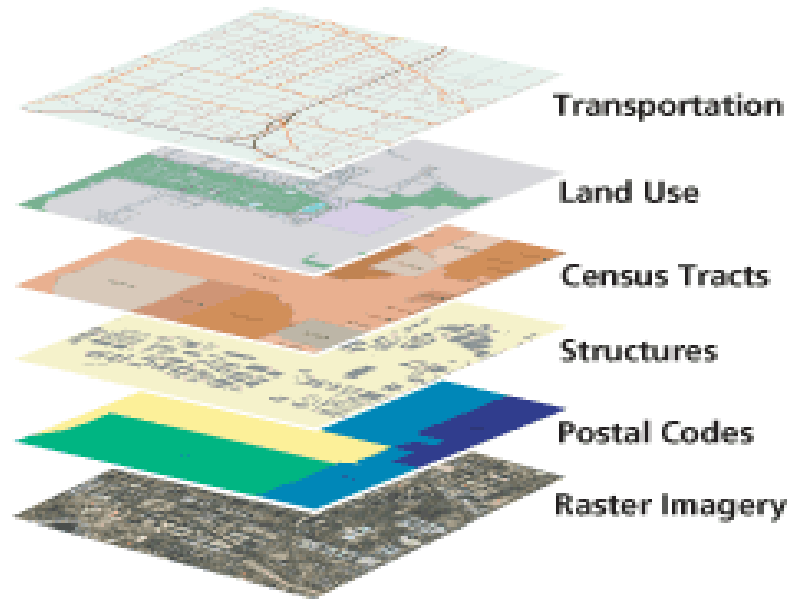 Transportation
Land Use
Census Tracts
Structures
Postal Codes
Raster Imagery